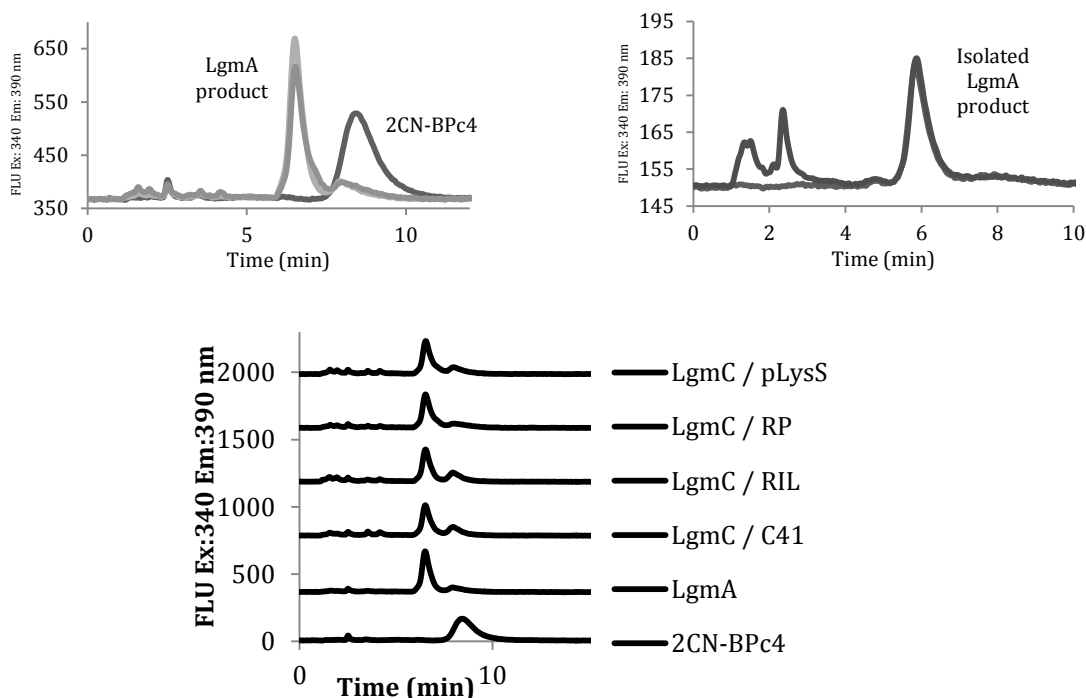 FLU Ex: 340 Em: 390 nm
650
550
450
350
LgmA
product
2CN-BPc4
0
5
10
Time (min)
FLU Ex: 340 Em: 390 nm
195
185
175
165
155
145
Isolated
LgmA
product
0
2
4
6
8
10
Time (min)
FLU Ex:340 Em:390 nm
2000
1500
1000
500
0
LgmC / pLysS
LgmC / RP
LgmC / RIL
LgmC / C41
LgmA
2CN-BPc4
0
10
Time (min)